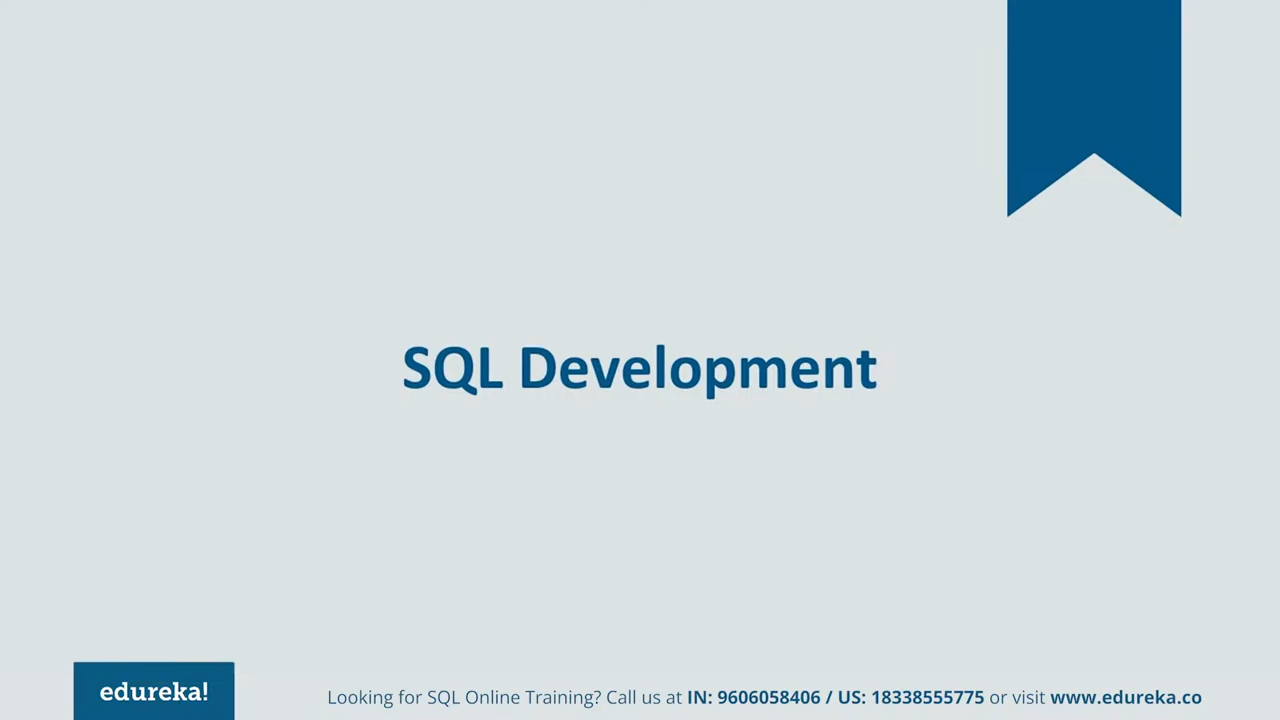 SQL Development
edureka!
Looking for SQL Online Training? Call us at IN: 9606058406 / US: 18338555775 or visit www.edureka.co